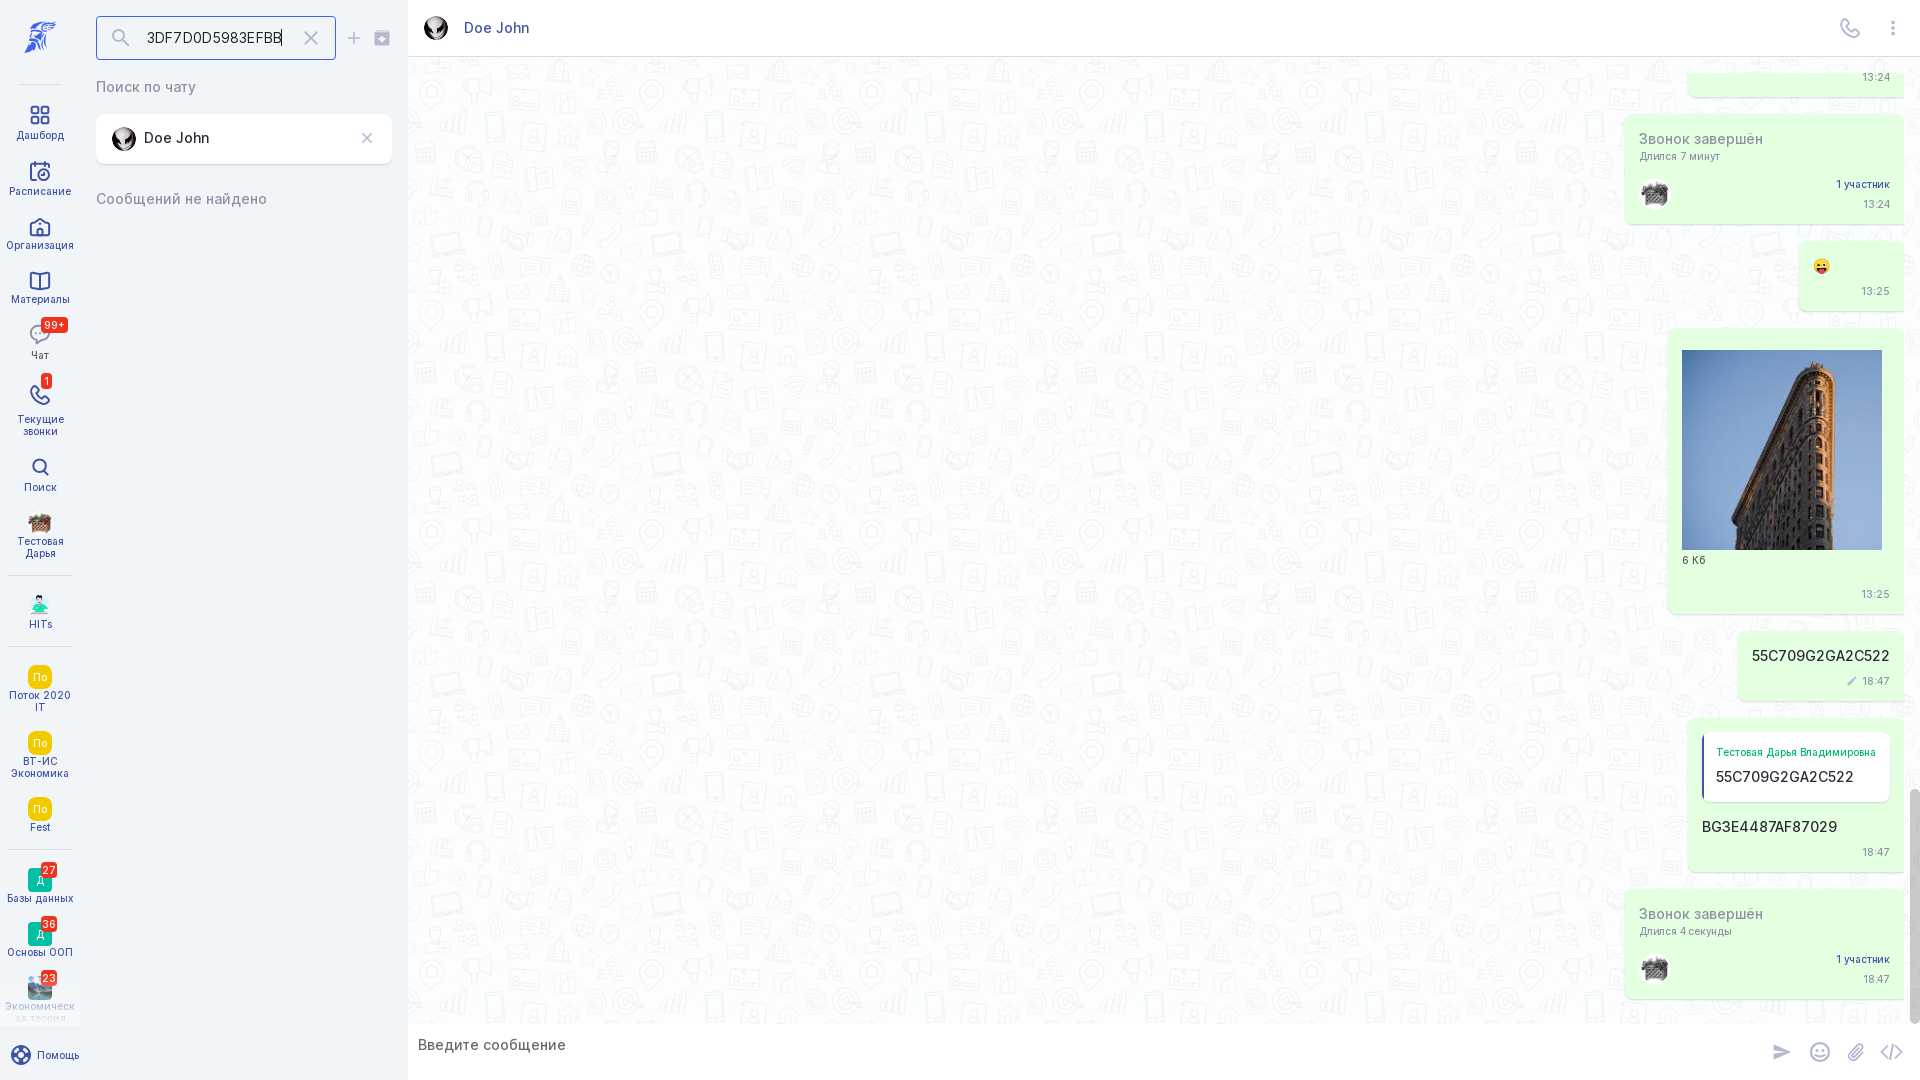 3DF7D0D5983EFBB
Поиск по чату
Doe John
Сообщений не найдено
Дашборд
Расписание
Организация
Материалы
99+
Чат
1
Текущие
звонки
Поиск
Тестовая
Дарья
HITs
По
Поток 2020
IT
По
ВТ-ИС
Экономика
По
Fest
27
Д
Базы данных
36
Д
Основы ООП
23
Экономическ
ая теория
Помощь
Doe John
13:24
Звонок завершён
Длился 7 минут
1 участник
13:24
13:25
6 Кб
13:25
55C709G2GA2C522
18:47
Тестовая Дарья Владимировна
55C709G2GA2C522
BG3E4487AF87029
18:47
Звонок завершён
Длился 4 секунды
1 участник
18:47
Введите сообщение